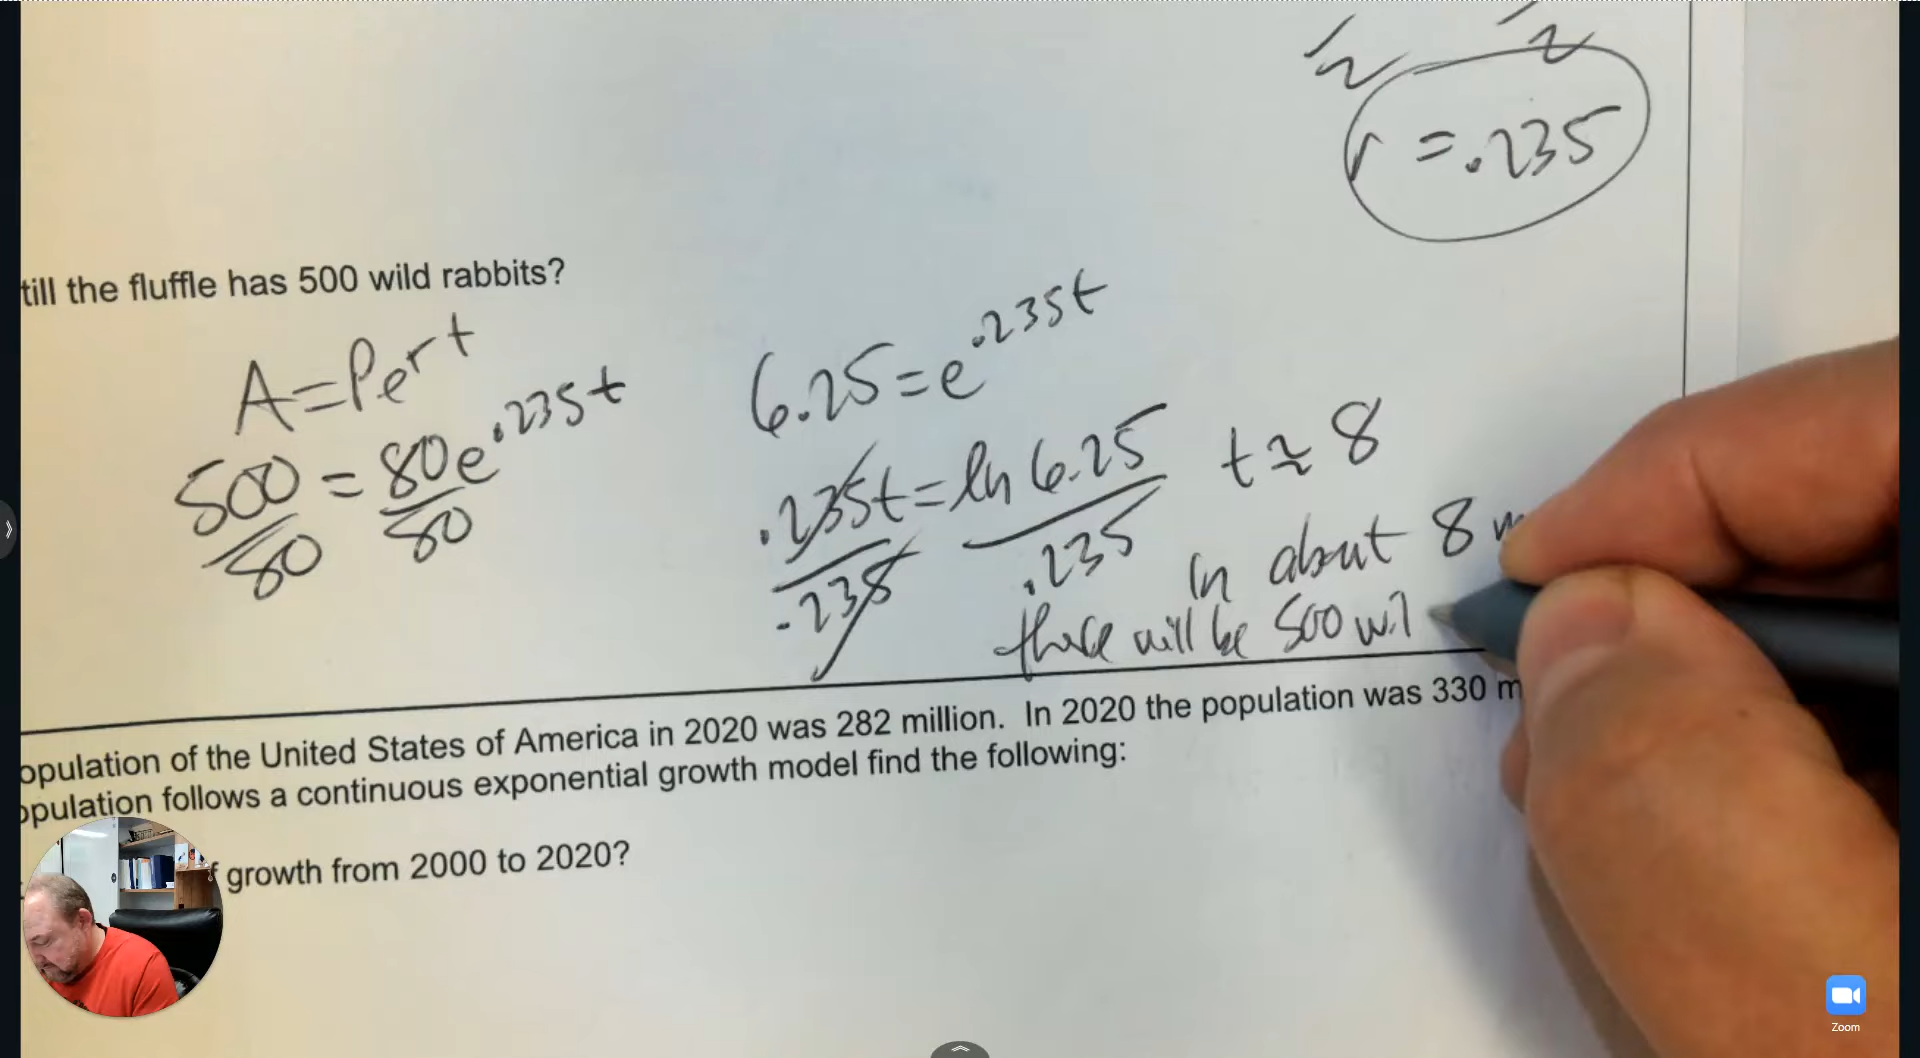 r = .235
till the fluffle has 500 wild rabbits?
A = Pe^rt
500 = 80e^.235t
80 80
6.25 = e^.235t
.235t = ln 6.25
.235 .235
t ≈ 8
In about 8
there will be 500
opulation of the United States of America in 2020 was 282 million. In 2020 the population was 330 m
opulation follows a continuous exponential growth model find the following:
f growth from 2000 to 2020?
Zoom